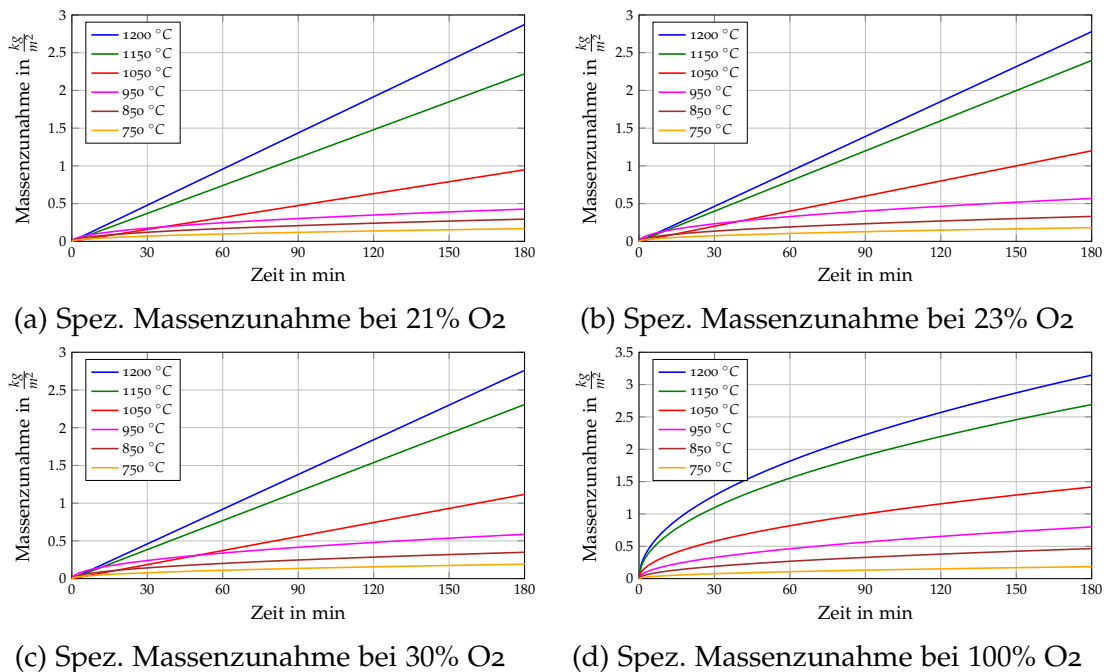 3
2.5
2
1.5
1
0.5
0
0 30 60 90 120 150 180
Massenzunahme in kg/m²
Zeit in min
1200 °C
1150 °C
1050 °C
950 °C
850 °C
750 °C
(a) Spez. Massenzunahme bei 21% O2
3
2.5
2
1.5
1
0.5
0
0 30 60 90 120 150 180
Massenzunahme in kg/m²
Zeit in min
1200 °C
1150 °C
1050 °C
950 °C
850 °C
750 °C
(b) Spez. Massenzunahme bei 23% O2
3
2.5
2
1.5
1
0.5
0
0 30 60 90 120 150 180
Massenzunahme in kg/m²
Zeit in min
1200 °C
1150 °C
1050 °C
950 °C
850 °C
750 °C
(c) Spez. Massenzunahme bei 30% O2
3.5
3
2.5
2
1.5
1
0.5
0
0 30 60 90 120 150 180
Massenzunahme in kg/m²
Zeit in min
1200 °C
1150 °C
1050 °C
950 °C
850 °C
750 °C
(d) Spez. Massenzunahme bei 100% O2